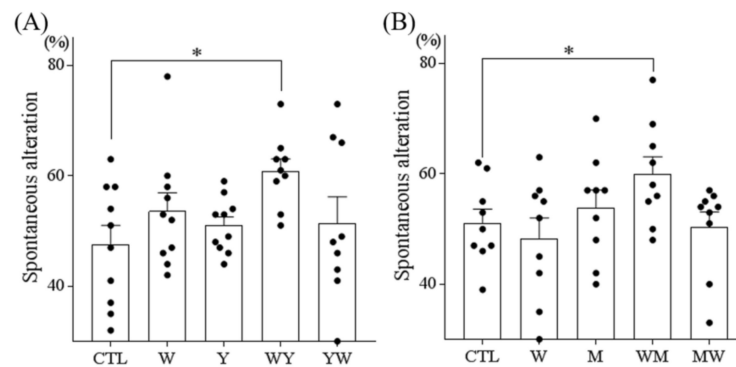 (A)
(%)
Spontaneous alteration
80
60
40
*
CTL W Y WY YW
(B)
(%)
Spontaneous alteration
80
60
40
*
CTL W M WM MW